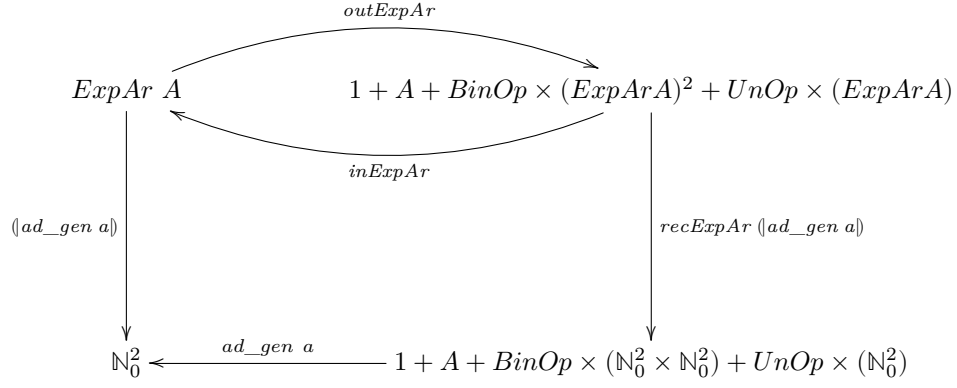 outExpAr
ExpAr A 1 + A + BinOp × (ExpArA)² + UnOp × (ExpArA)
inExpAr
⦇ad_gen a⦈ recExpAr ⦇ad_gen a⦈
ℕ₀² ad_gen a 1 + A + BinOp × (ℕ₀² × ℕ₀²) + UnOp × (ℕ₀²)